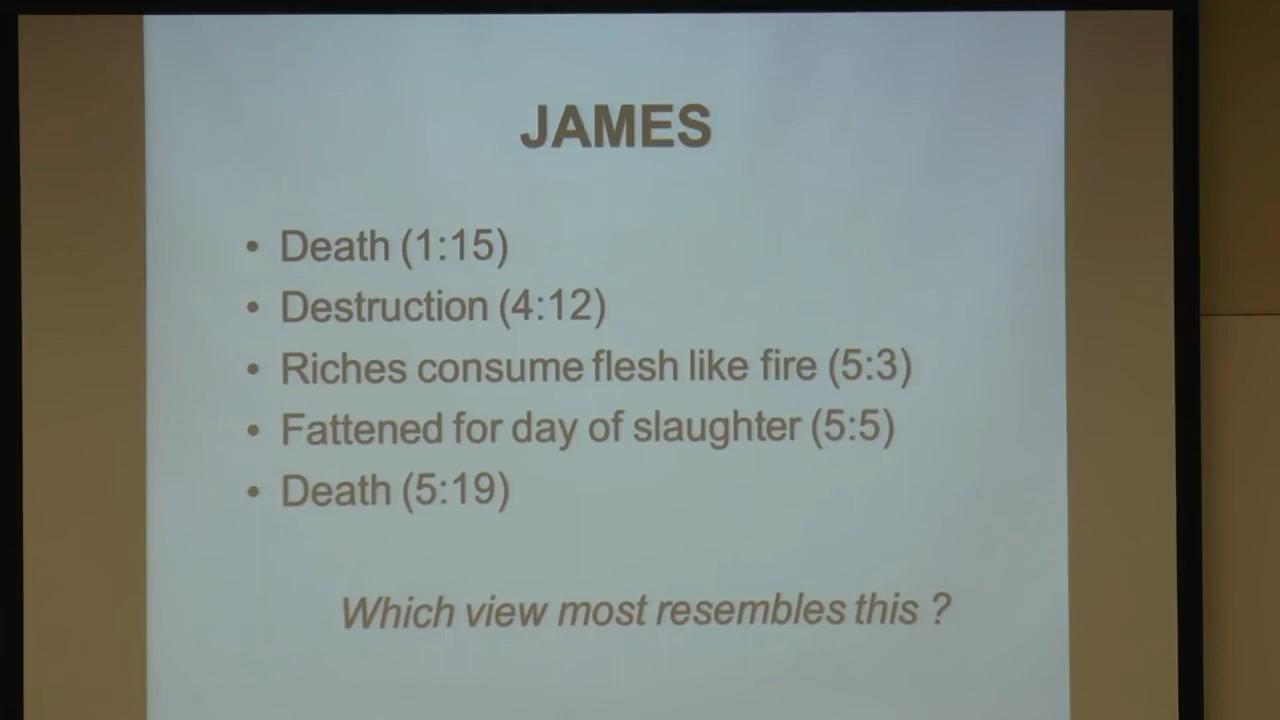 JAMES
• Death (1:15)
• Destruction (4:12)
• Riches consume flesh like fire (5:3)
• Fattened for day of slaughter (5:5)
• Death (5:19)
Which view most resembles this ?